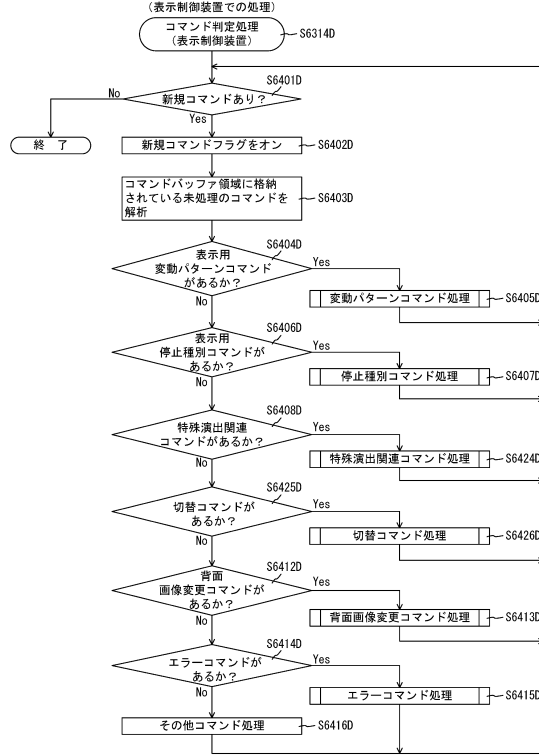 (表示制御装置での処理)
コマンド判定処理
(表示制御装置)
S6314D
S6401D
新規コマンドあり?
No
Yes
終 了
新規コマンドフラグをオン
S6402D
コマンドバッファ領域に格納
されている未処理のコマンドを
解析
S6403D
S6404D
表示用
変動パターンコマンド
があるか?
Yes
No
変動パターンコマンド処理
S6405D
S6406D
表示用
停止種別コマンドが
あるか?
Yes
No
停止種別コマンド処理
S6407D
S6408D
特殊演出関連
コマンドがあるか?
Yes
No
特殊演出関連コマンド処理
S6424D
S6425D
切替コマンドが
あるか?
Yes
No
切替コマンド処理
S6426D
S6412D
背面
画像変更コマンドが
あるか?
Yes
No
背面画像変更コマンド処理
S6413D
S6414D
エラーコマンドが
あるか?
Yes
No
エラーコマンド処理
S6415D
その他コマンド処理
S6416D